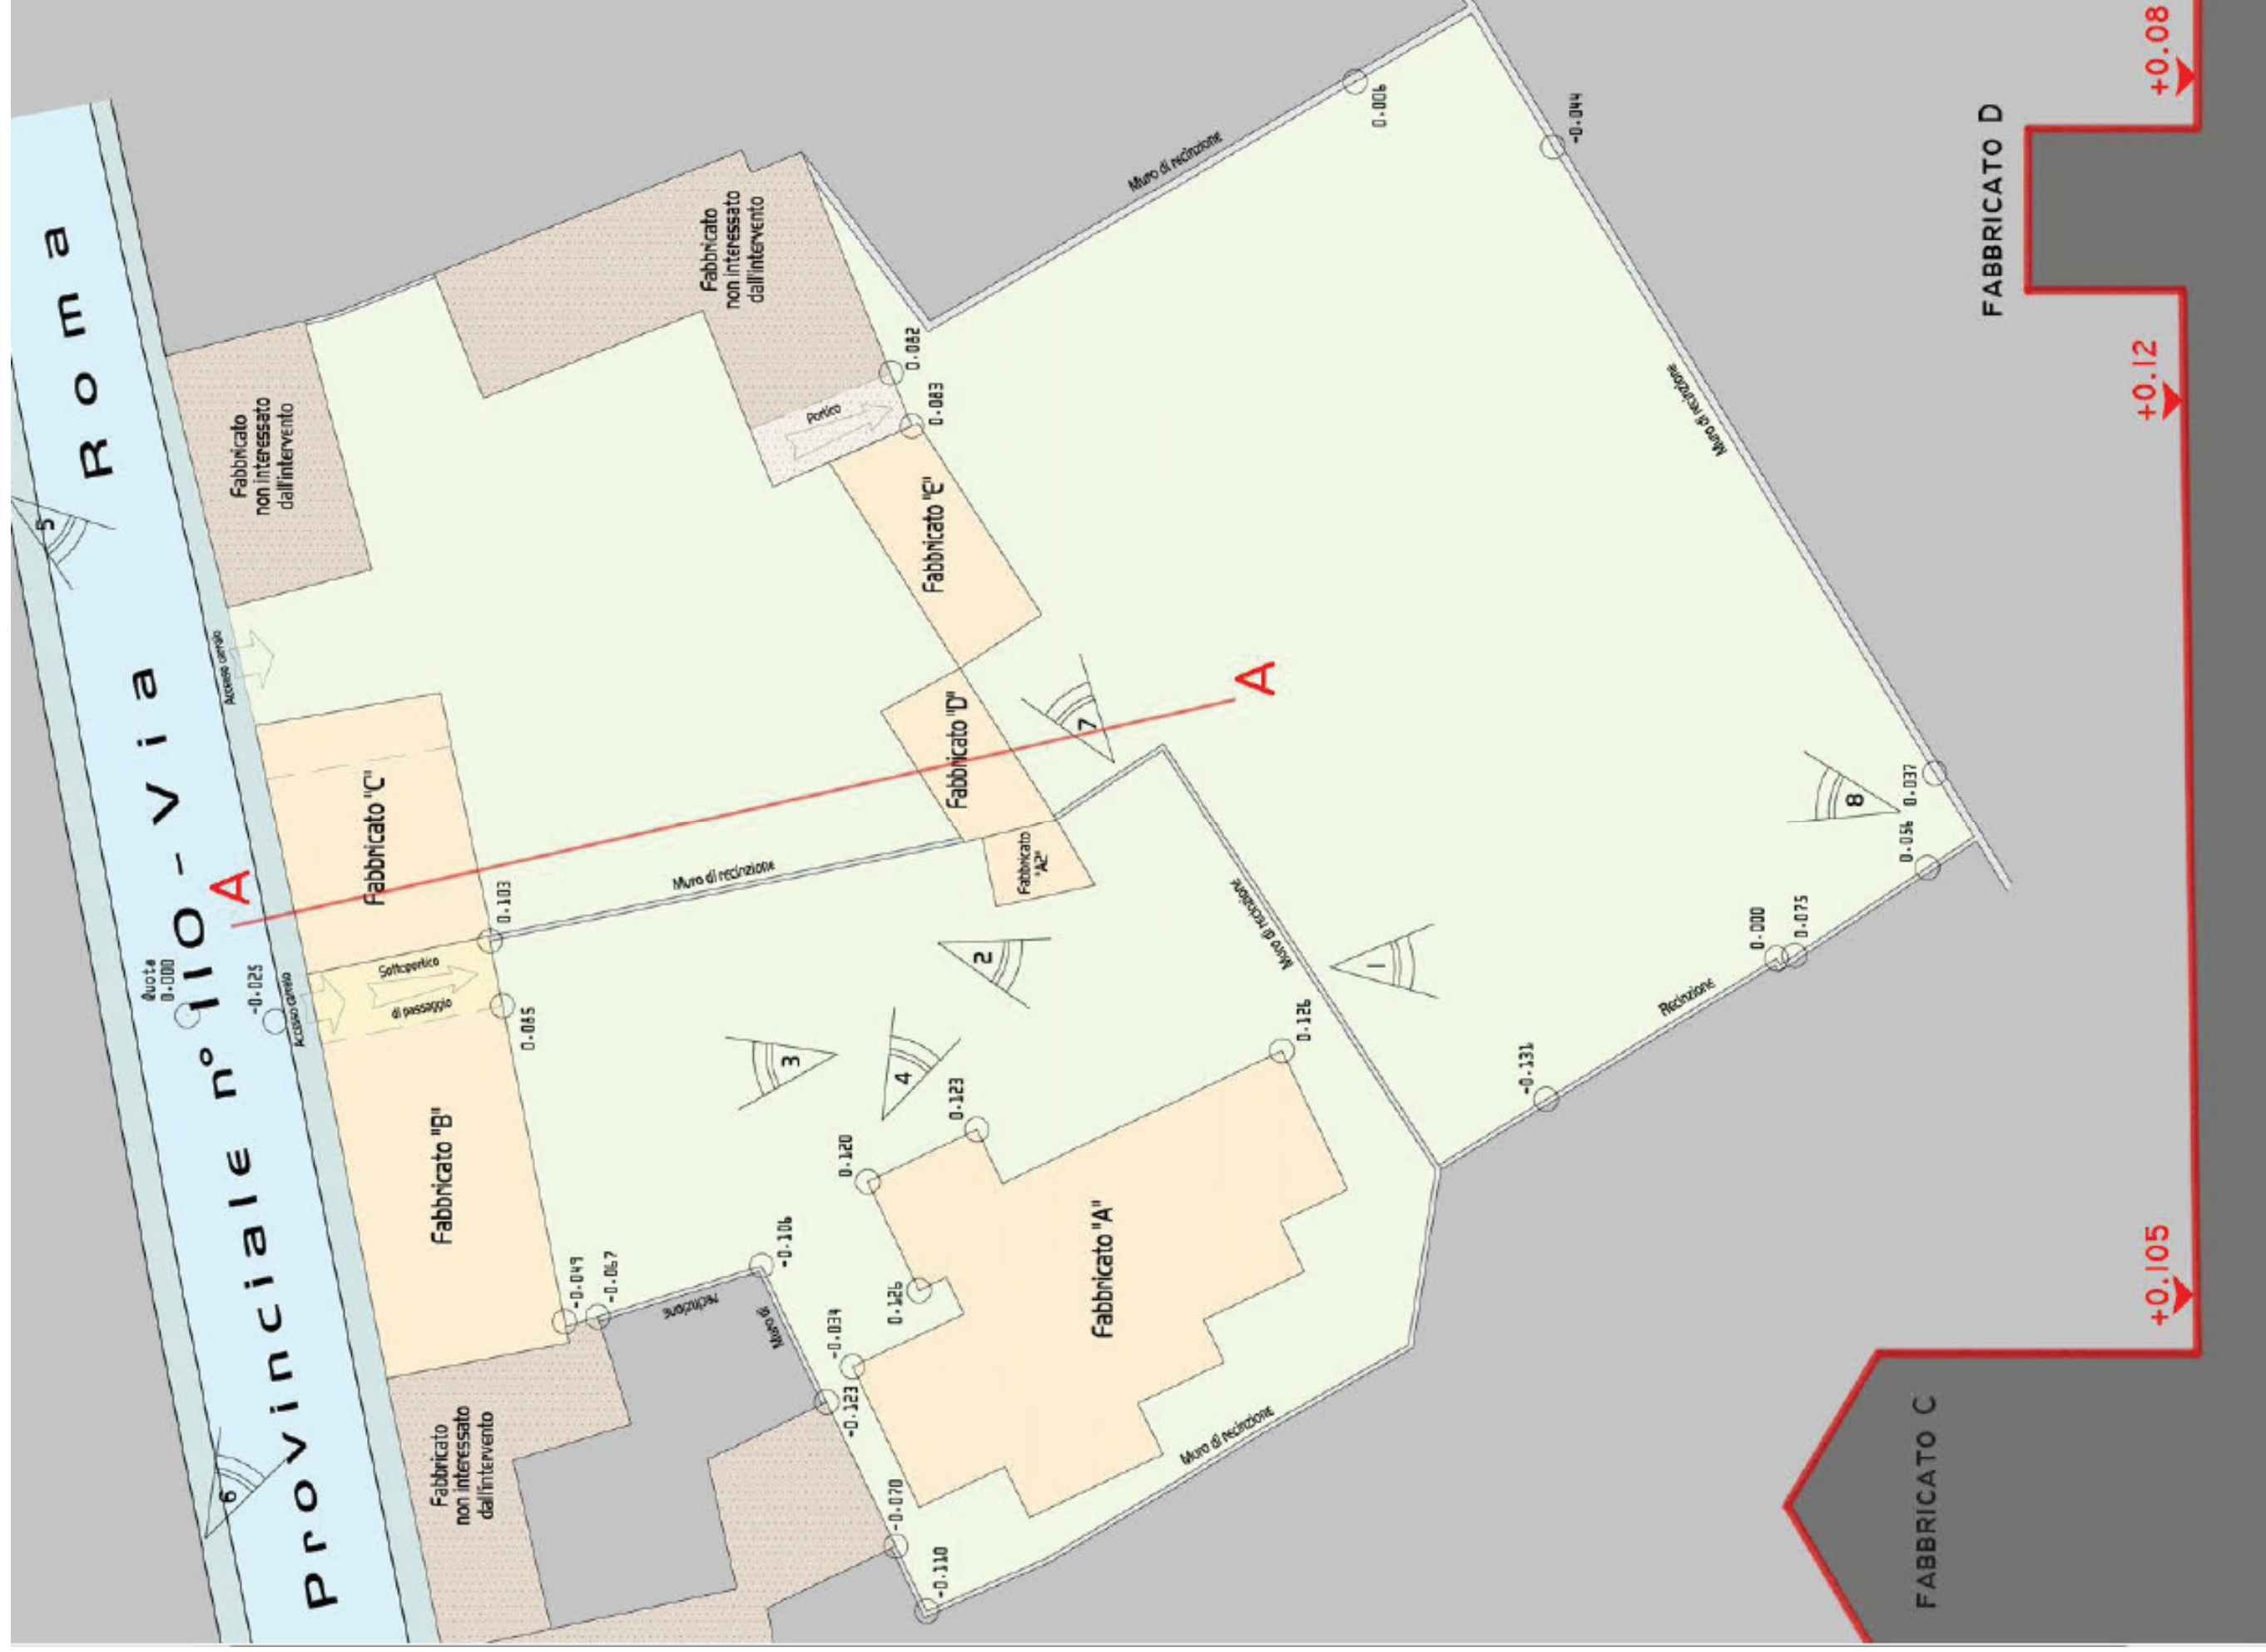 Provinciale n° 110 - Via Roma
5
6
Fabbricato
non interessato
dall'intervento
Fabbricato
non interessato
dall'intervento
Fabbricato
non interessato
dall'intervento
Accesso carraio
Accesso carraio
A
Quota
0.000
-0.025
Fabbricato "C"
Sottoportico
di passaggio
Fabbricato "B"
0.103
0.085
-0.049
-0.067
Muro di
recinzione
-0.106
-0.034
-0.123
-0.070
-0.110
Portico
0.082
0.083
Fabbricato "E"
Fabbricato "D"
Fabbricato
"A2"
Muro di recinzione
A
7
3
4
2
1
8
0.120
0.123
0.126
0.126
Fabbricato "A"
Muro di recinzione
Muro di recinzione
Muro di recinzione
0.006
-0.044
Muro di recinzione
0.037
0.056
0.000
0.075
Recinzione
-0.131
FABBRICATO C
+0.105
+0.12
FABBRICATO D
+0.08